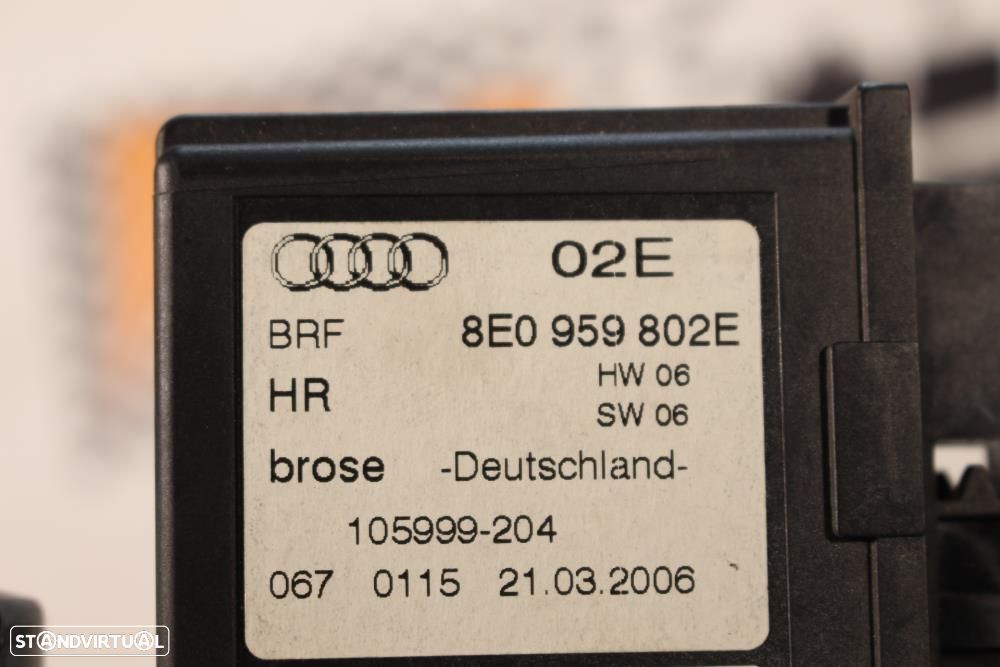 02E
BRF 8E0 959 802E
HR HW 06
SW 06
brose -Deutschland-
105999-204
067 0115 21.03.2006
STANDVIRTUAL